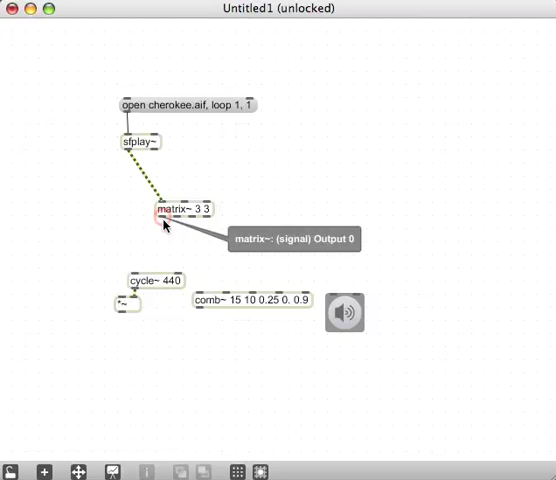 Untitled1 (unlocked)
open cherokee.aif, loop 1, 1
sfplay~
matrix~ 3 3
matrix~: (signal) Output 0
cycle~ 440
*~
comb~ 15 10 0.25 0. 0.9